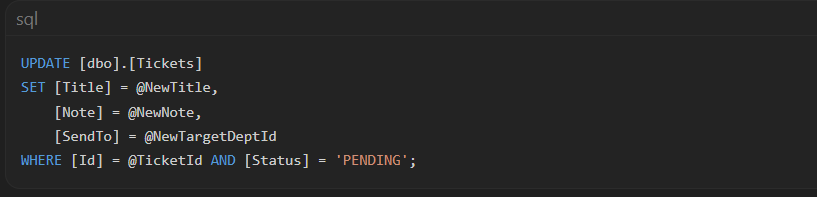 sql
UPDATE [dbo].[Tickets]
SET [Title] = @NewTitle,
    [Note] = @NewNote,
    [SendTo] = @NewTargetDeptId
WHERE [Id] = @TicketId AND [Status] = 'PENDING';